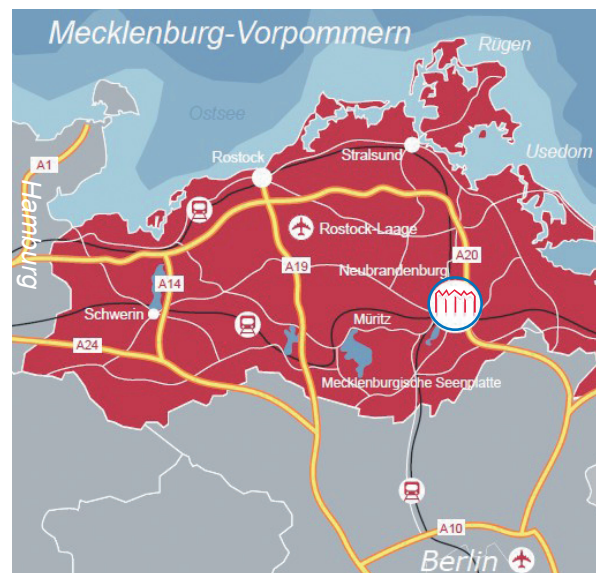 Mecklenburg-Vorpommern
Rügen
Ostsee
A1
Rostock
Stralsund
Usedom
Hamburg
Rostock-Laage
A20
A19
Neubrandenburg
A14
Schwerin
Müritz
A24
Mecklenburgische Seenplatte
A10
Berlin